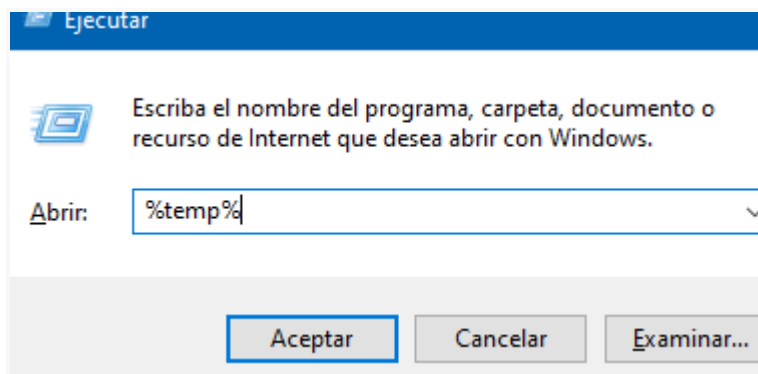 Ejecutar
Escriba el nombre del programa, carpeta, documento o
recurso de Internet que desea abrir con Windows.
Abrir: %temp%
Aceptar Cancelar Examinar...